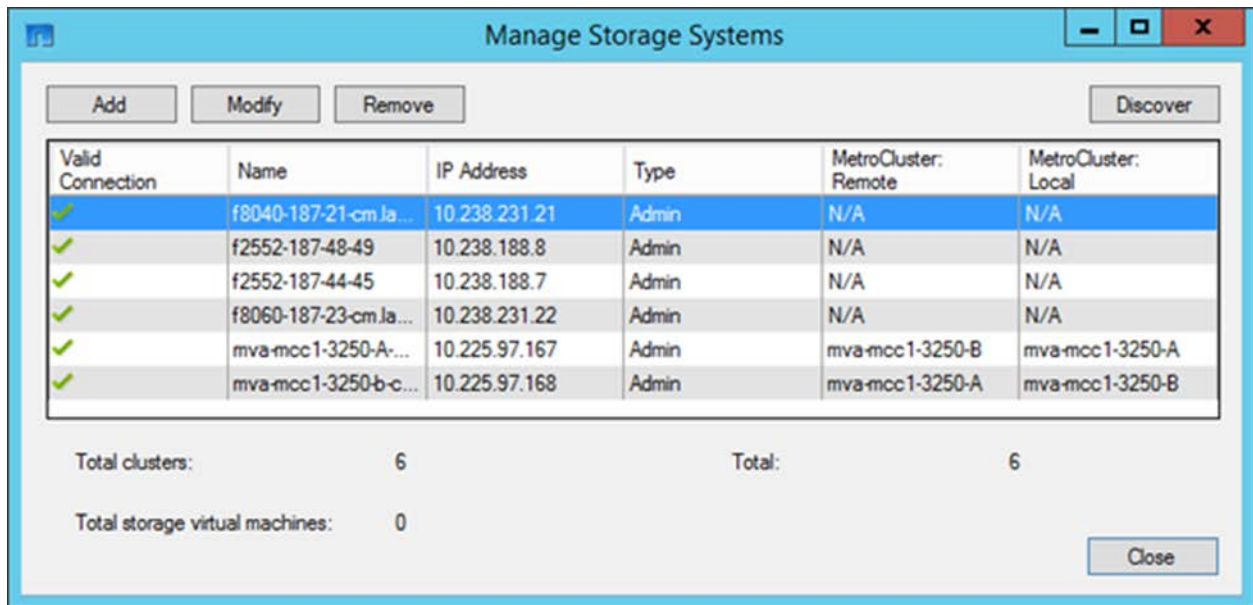 Manage Storage Systems
Add Modify Remove Discover
Valid Connection Name IP Address Type MetroCluster: Remote MetroCluster: Local
f8040-187-21-cm.la... 10.238.231.21 Admin N/A N/A
f2552-187-48-49 10.238.188.8 Admin N/A N/A
f2552-187-44-45 10.238.188.7 Admin N/A N/A
f8060-187-23-cm.la... 10.238.231.22 Admin N/A N/A
mva-mcc1-3250-A-... 10.225.97.167 Admin mva-mcc1-3250-B mva-mcc1-3250-A
mva-mcc1-3250-b-c... 10.225.97.168 Admin mva-mcc1-3250-A mva-mcc1-3250-B
Total clusters: 6 Total: 6
Total storage virtual machines: 0
Close